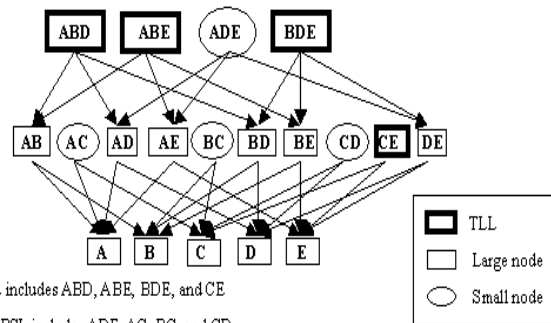 ABD ABE ADE BDE
AB AC AD AE BC BD BE CD CE DE
A B C D E
TLL
Large node
Small node
includes ABD, ABE, BDE, and CE